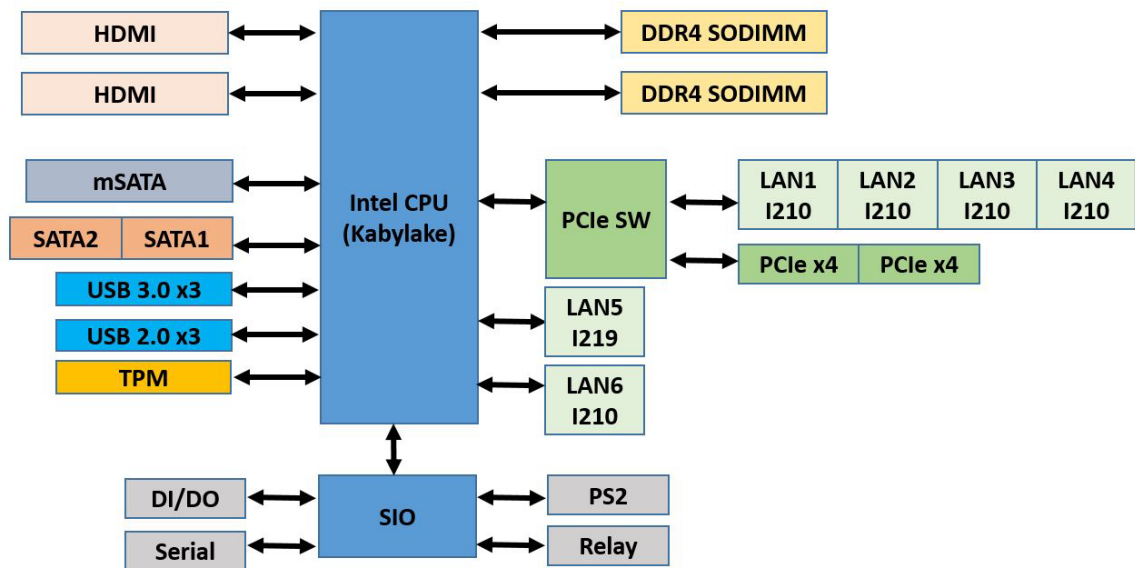 HDMI
DDR4 SODIMM
HDMI
DDR4 SODIMM
mSATA
Intel CPU
(Kabylake)
PCIe SW
LAN1
I210
LAN2
I210
LAN3
I210
LAN4
I210
SATA2
SATA1
PCIe x4
PCIe x4
USB 3.0 x3
USB 2.0 x3
TPM
LAN5
I219
LAN6
I210
DI/DO
SIO
PS2
Serial
Relay